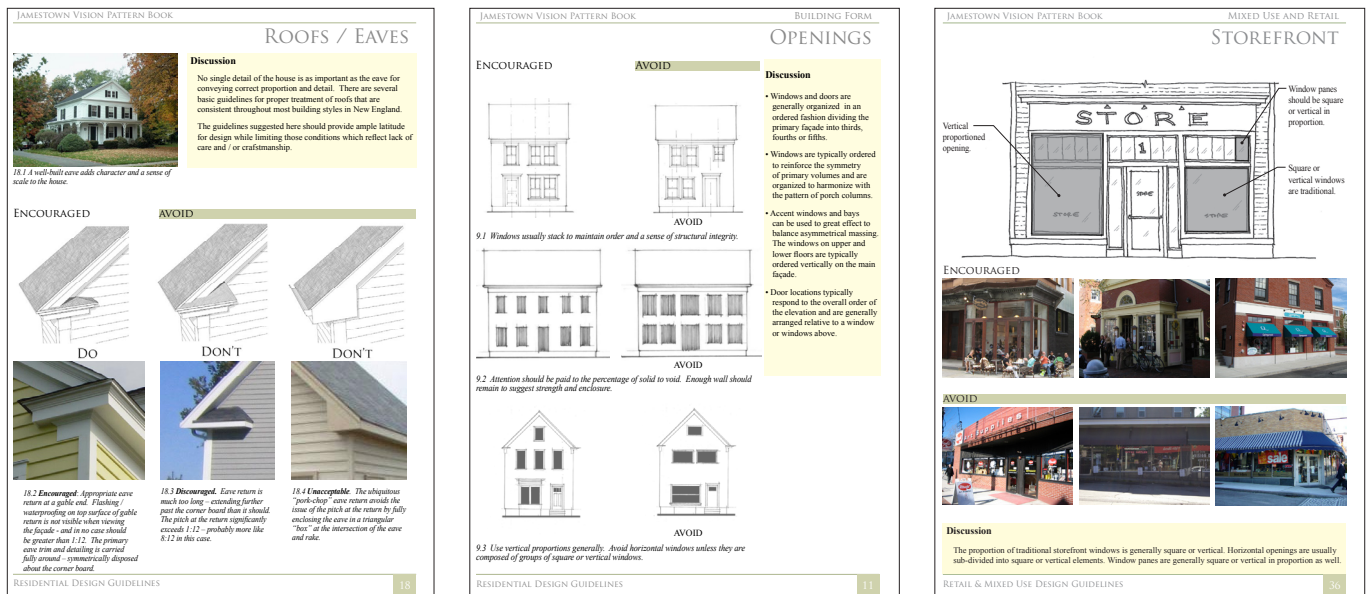 JAMESTOWN VISION PATTERN BOOK
ROOFS / EAVES
Discussion
No single detail of the house is as important as the eave for
conveying correct proportion and detail. There are several
basic guidelines for proper treatment of roofs that are
consistent throughout most building styles in New England.
The guidelines suggested here should provide ample latitude
for design while limiting those conditions which reflect lack of
care and / or crafstmanship.
18.1 A well-built eave adds character and a sense of
scale to the house.
ENCOURAGED
AVOID
DO
DON'T
DON'T
18.2 Encouraged: Appropriate eave
return at a gable end. Flashing /
waterproofing on top surface of gable
return is not visible when viewing
the façade - and in no case should
be greater than 1:12. The primary
eave trim and detailing is carried
fully around – symmetrically disposed
about the corner board.
18.3 Discouraged. Eave return is
much too long – extending further
past the corner board than it should.
The pitch at the return significantly
exceeds 1:12 – probably more like
8:12 in this case.
18.4 Unacceptable. The ubiquitous
"pork-chop" eave return avoids the
issue of the pitch at the return by fully
enclosing the eave in a triangular
"box" at the intersection of the eave
and rake.
RESIDENTIAL DESIGN GUIDELINES
18
JAMESTOWN VISION PATTERN BOOK
BUILDING FORM
OPENINGS
ENCOURAGED
AVOID
Discussion
• Windows and doors are
generally organized in an
ordered fashion dividing the
primary façade into thirds,
fourths or fifths.
• Windows are typically ordered
to reinforce the symmetry
of primary volumes and are
organized to harmonize with
the pattern of porch columns.
• Accent windows and bays
can be used to great effect to
balance asymmetrical massing.
The windows on upper and
lower floors are typically
ordered vertically on the main
façade.
• Door locations typically
respond to the overall order of
the elevation and are generally
arranged relative to a window
or windows above.
AVOID
9.1 Windows usually stack to maintain order and a sense of structural integrity.
AVOID
9.2 Attention should be paid to the percentage of solid to void. Enough wall should
remain to suggest strength and enclosure.
AVOID
9.3 Use vertical proportions generally. Avoid horizontal windows unless they are
composed of groups of square or vertical windows.
RESIDENTIAL DESIGN GUIDELINES
11
JAMESTOWN VISION PATTERN BOOK
MIXED USE AND RETAIL
STOREFRONT
Window panes
should be square
or vertical in
proportion.
STORE
Vertical
proportioned
opening.
1
Square or
vertical windows
are traditional.
STORE
STORE
STORE
ENCOURAGED
AVOID
sale
Discussion
The proportion of traditional storefront windows is generally square or vertical. Horizontal openings are usually
sub-divided into square or vertical elements. Window panes are generally square or vertical in proportion as well.
RETAIL & MIXED USE DESIGN GUIDELINES
36